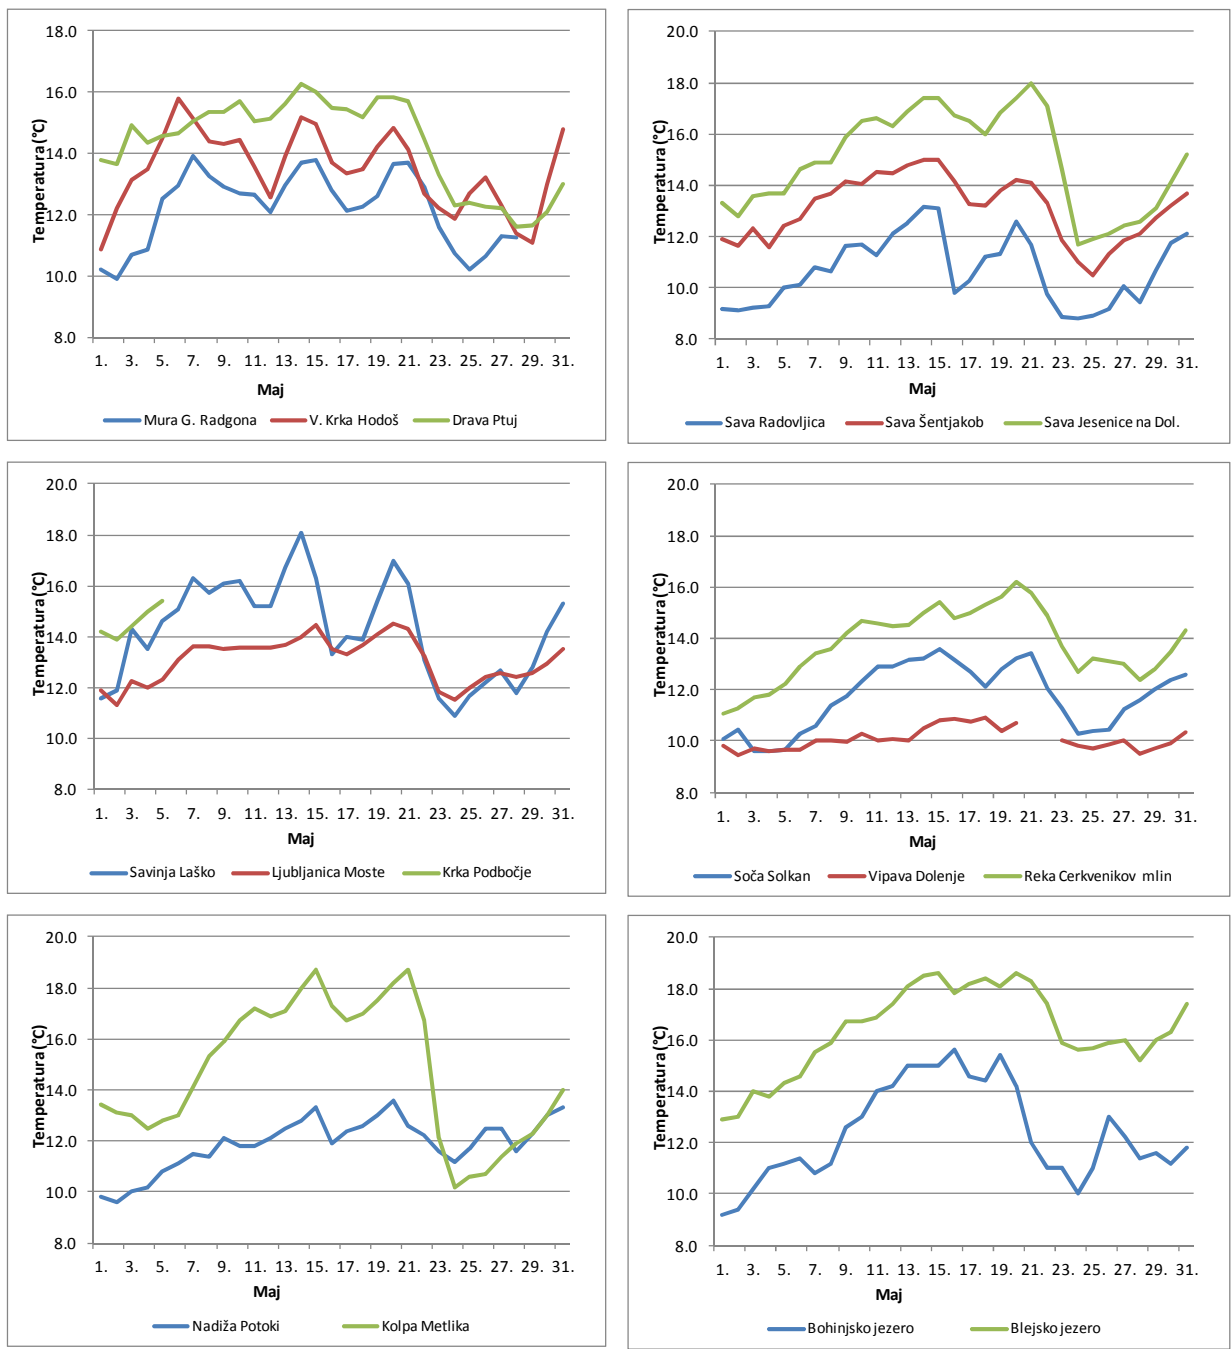 18.0
16.0
14.0
12.0
10.0
8.0
Temperatura (°C)
1. 3. 5. 7. 9. 11. 13. 15. 17. 19. 21. 23. 25. 27. 29. 31.
Maj
Mura G. Radgona V. Krka Hodoš Drava Ptuj
20.0
18.0
16.0
14.0
12.0
10.0
8.0
Temperatura (°C)
1. 3. 5. 7. 9. 11. 13. 15. 17. 19. 21. 23. 25. 27. 29. 31.
Maj
Sava Radovljica Sava Šentjakob Sava Jesenice na Dol.
20.0
18.0
16.0
14.0
12.0
10.0
8.0
Temperatura (°C)
1. 3. 5. 7. 9. 11. 13. 15. 17. 19. 21. 23. 25. 27. 29. 31.
Maj
Savinja Laško Ljubljanica Moste Krka Podbočje
20.0
18.0
16.0
14.0
12.0
10.0
8.0
Temperatura (°C)
1. 3. 5. 7. 9. 11. 13. 15. 17. 19. 21. 23. 25. 27. 29. 31.
Maj
Soča Solkan Vipava Dolenje Reka Cerkvenikov mlin
20.0
18.0
16.0
14.0
12.0
10.0
8.0
Temperatura (°C)
1. 3. 5. 7. 9. 11. 13. 15. 17. 19. 21. 23. 25. 27. 29. 31.
Maj
Nadiža Potoki Kolpa Metlika
20.0
18.0
16.0
14.0
12.0
10.0
8.0
Temperatura (°C)
1. 3. 5. 7. 9. 11. 13. 15. 17. 19. 21. 23. 25. 27. 29. 31.
Maj
Bohinjsko jezero Blejsko jezero